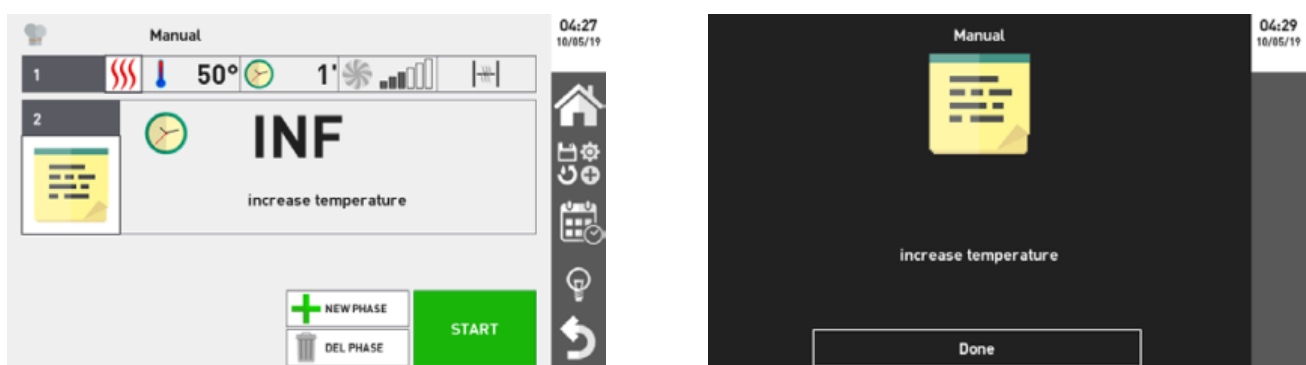 Manual
04:27
10/05/19
1 50° 1'
2
INF
increase temperature
NEW PHASE
DEL PHASE
START
Manual
04:29
10/05/19
increase temperature
Done